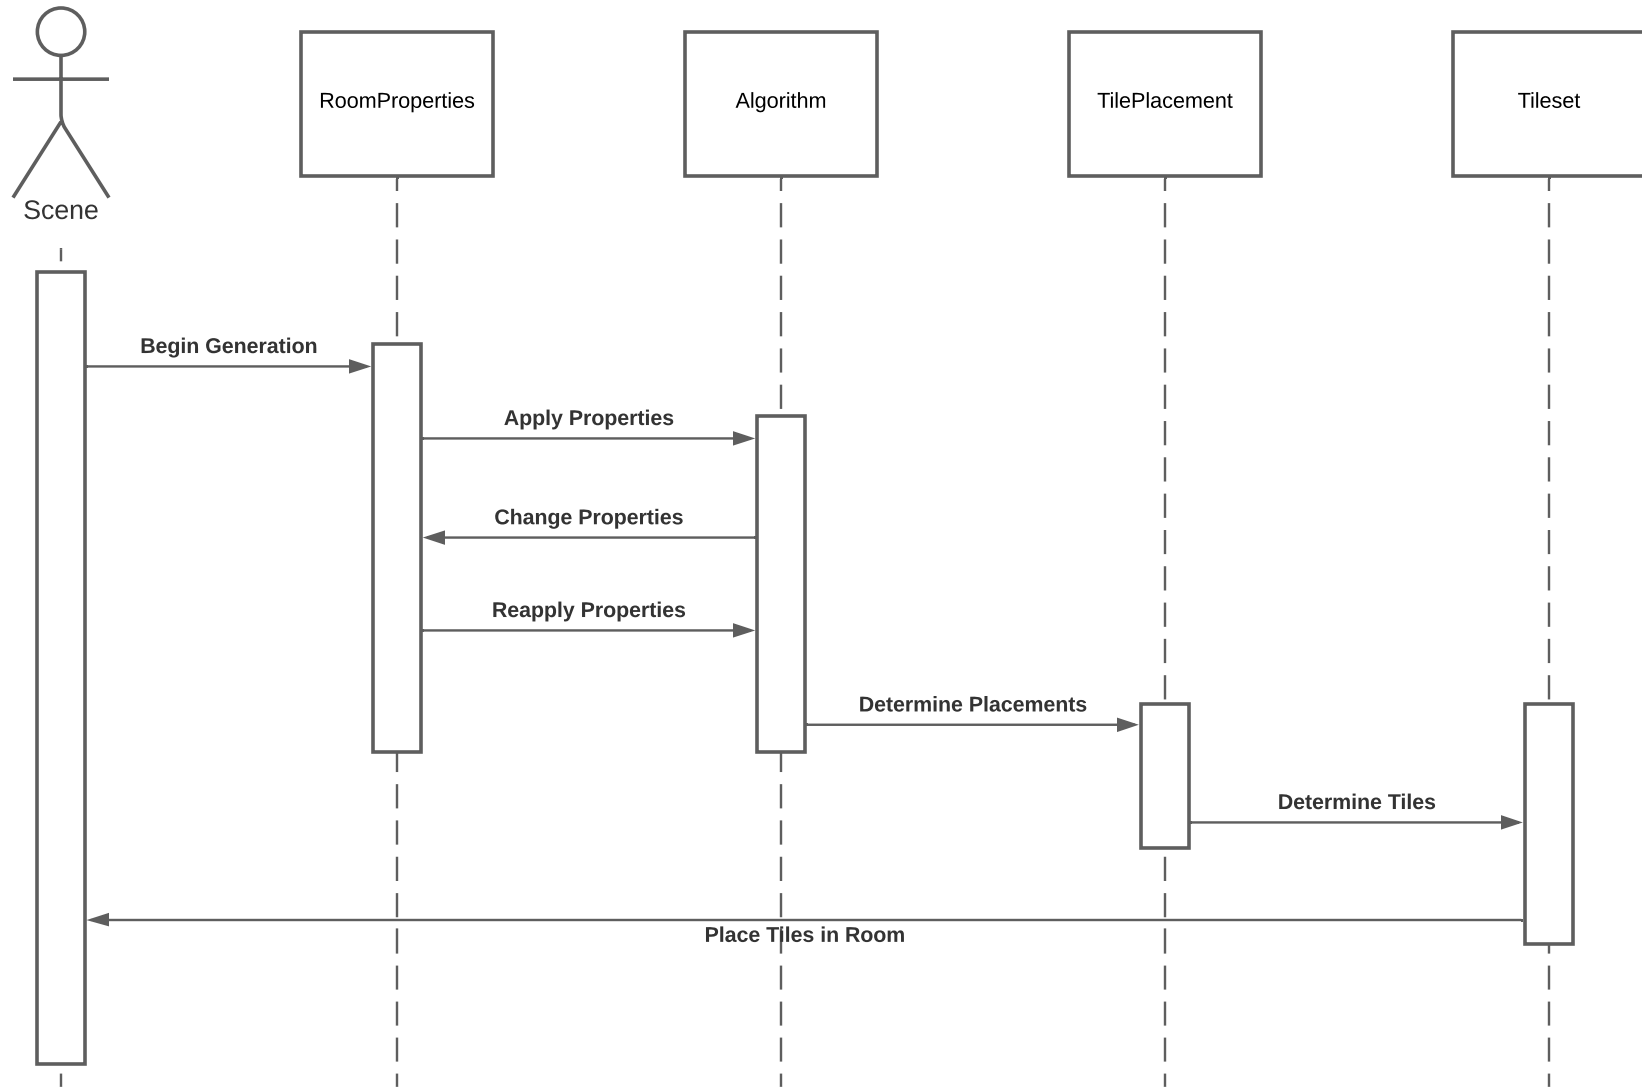 RoomProperties
Algorithm
TilePlacement
Tileset
Scene
Begin Generation
Apply Properties
Change Properties
Reapply Properties
Determine Placements
Determine Tiles
Place Tiles in Room